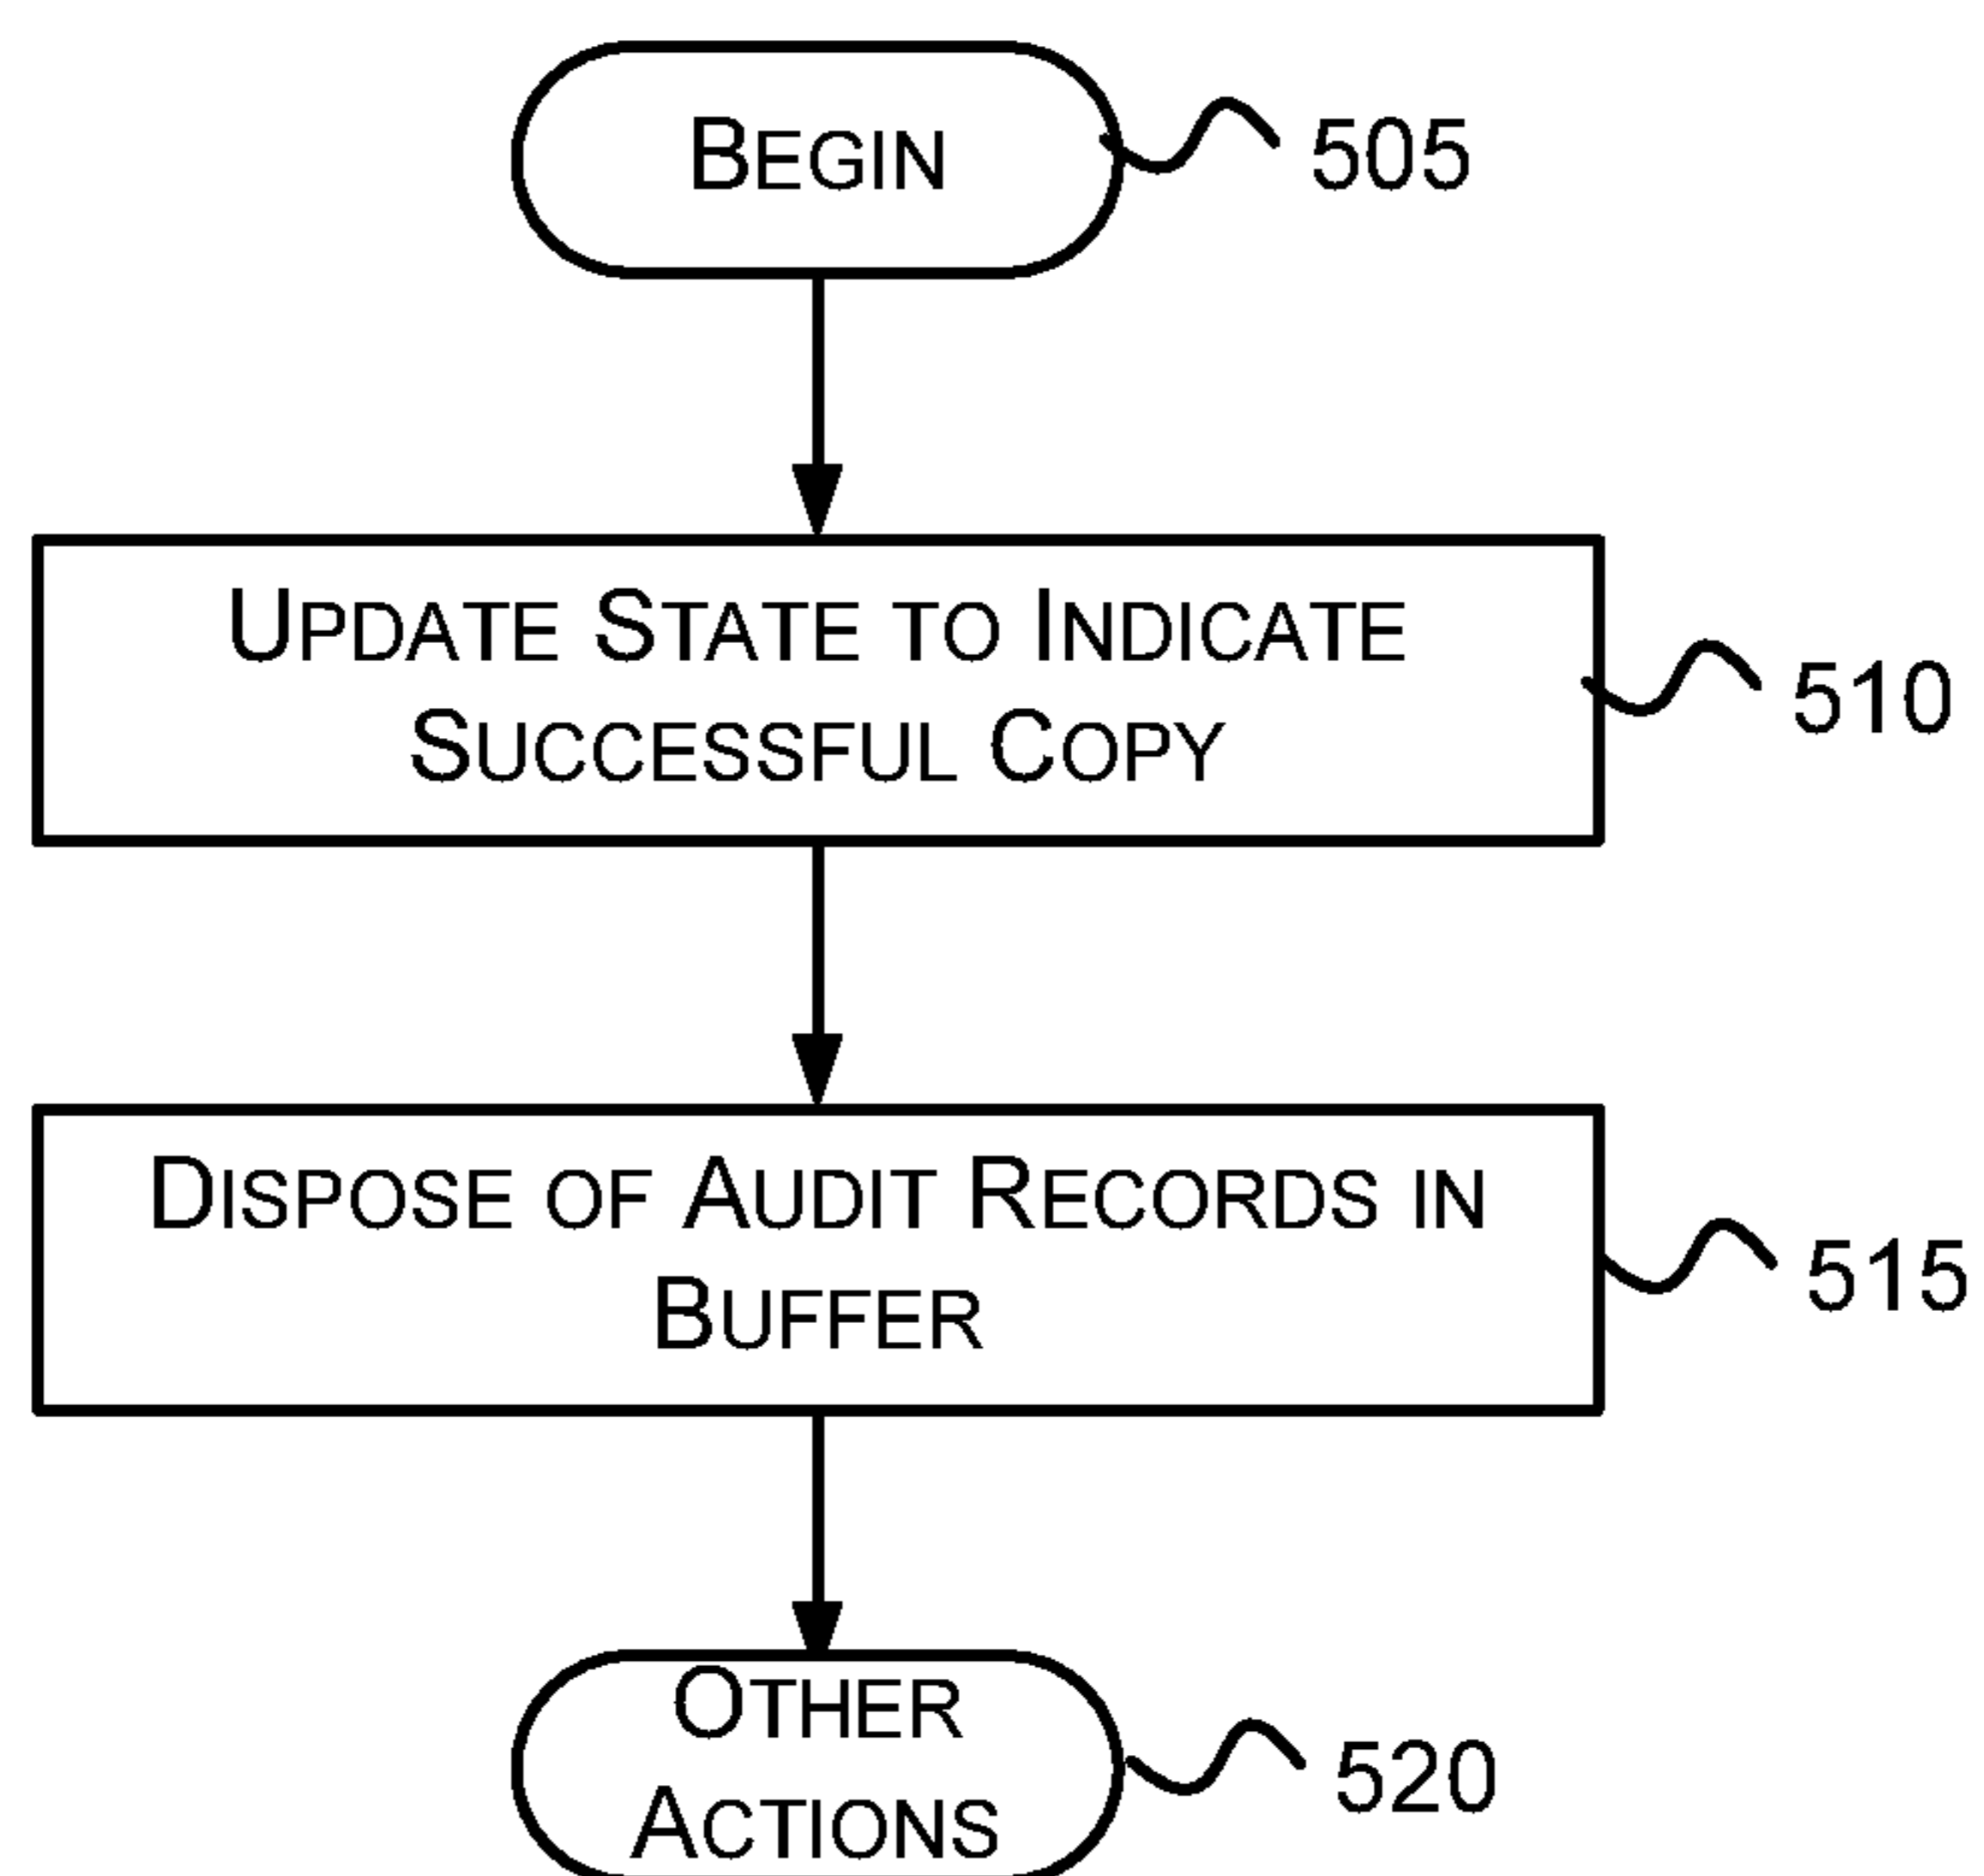 BEGIN
505
UPDATE STATE TO INDICATE
SUCCESSFUL COPY
510
DISPOSE OF AUDIT RECORDS IN
BUFFER
515
OTHER
ACTIONS
520